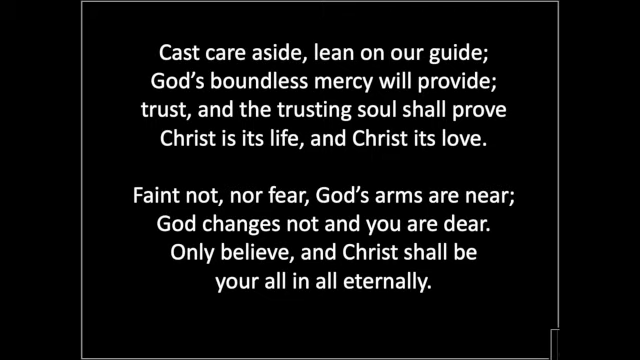 Cast care aside, lean on our guide;
God's boundless mercy will provide;
trust, and the trusting soul shall prove
Christ is its life, and Christ its love.
Faint not, nor fear, God's arms are near;
God changes not and you are dear.
Only believe, and Christ shall be
your all in all eternally.